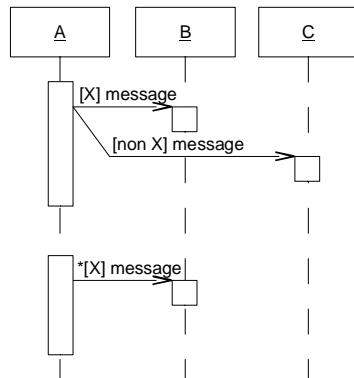 A
B
C
[X] message
[non X] message
*[X] message